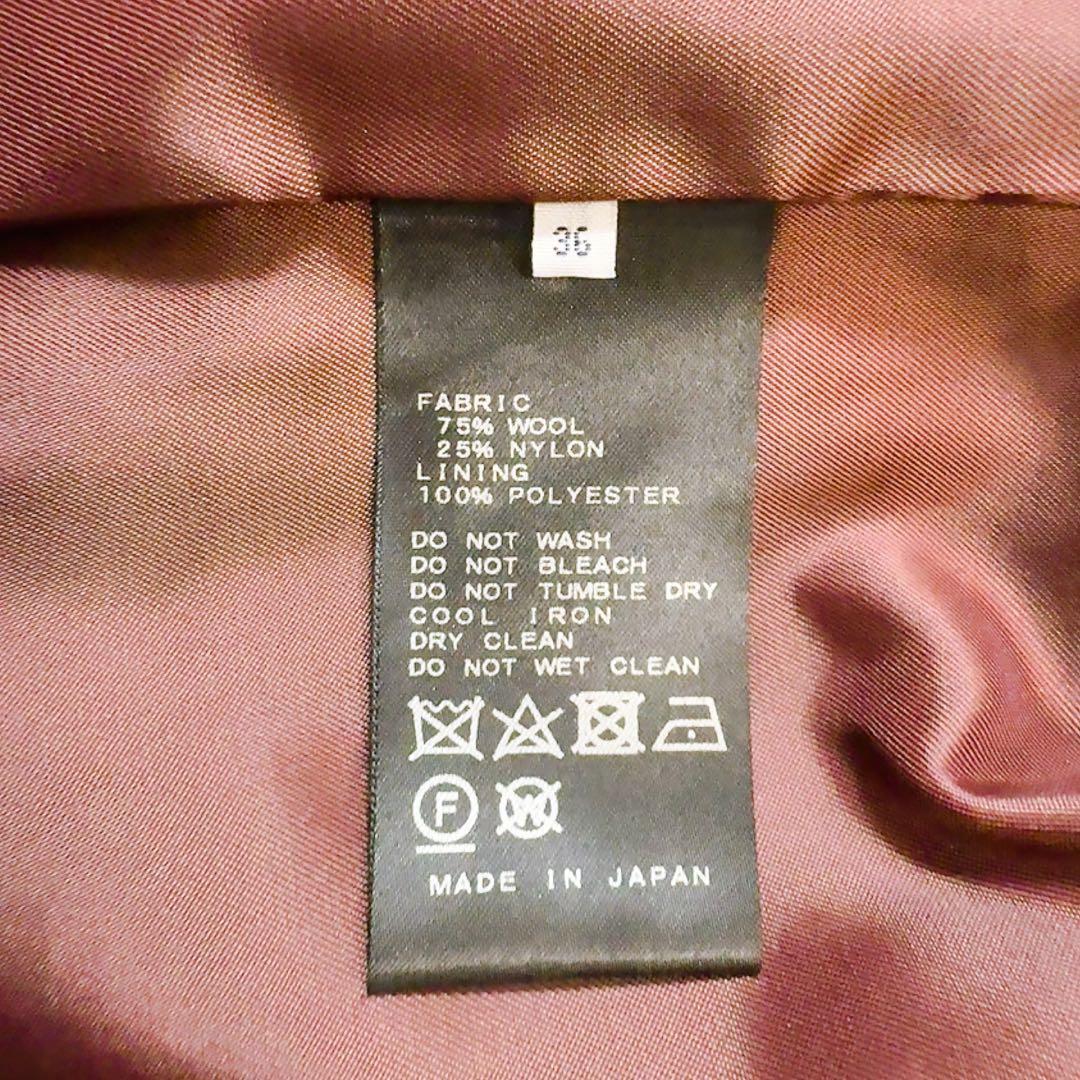 36
FABRIC
75% WOOL
25% NYLON
LINING
100% POLYESTER
DO NOT WASH
DO NOT BLEACH
DO NOT TUMBLE DRY
COOL IRON
DRY CLEAN
DO NOT WET CLEAN
F W
MADE IN JAPAN